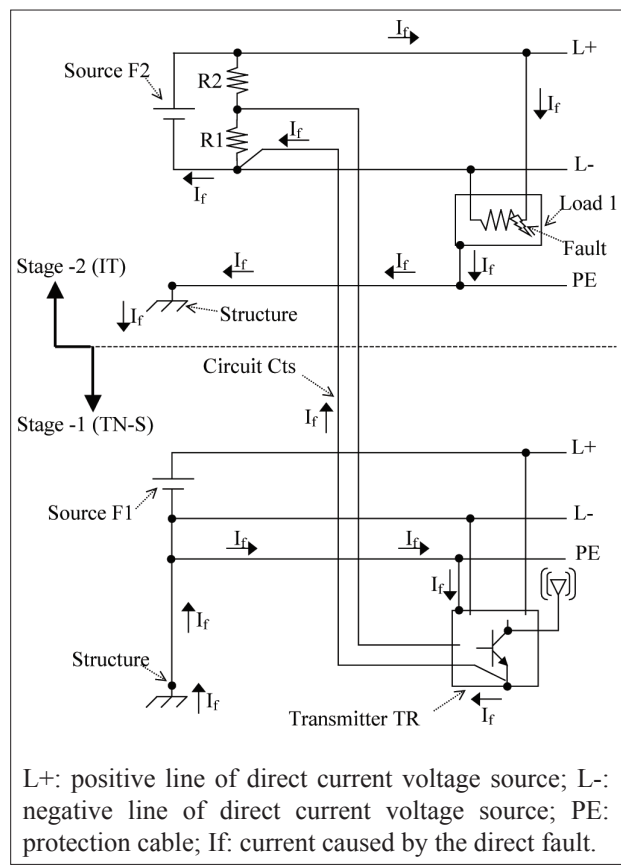 If
L+
Source F2
R2
If
R1
If
L-
If
Load 1
Fault
If
If
If
PE
If
Structure
Stage -2 (IT)
Circuit Cts
If
Stage -1 (TN-S)
L+
Source F1
L-
If
If
PE
If
If
Structure
If
If
Transmitter TR
L+: positive line of direct current voltage source; L-:
negative line of direct current voltage source; PE:
protection cable; If: current caused by the direct fault.